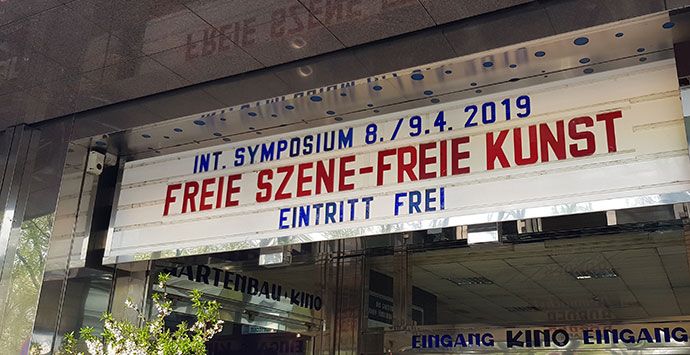 INT. SYMPOSIUM 8./9.4. 2019
FREIE SZENE-FREIE KUNST
EINTRITT FREI
GARTENBAU·KINO
EINGANG KINO EINGANG